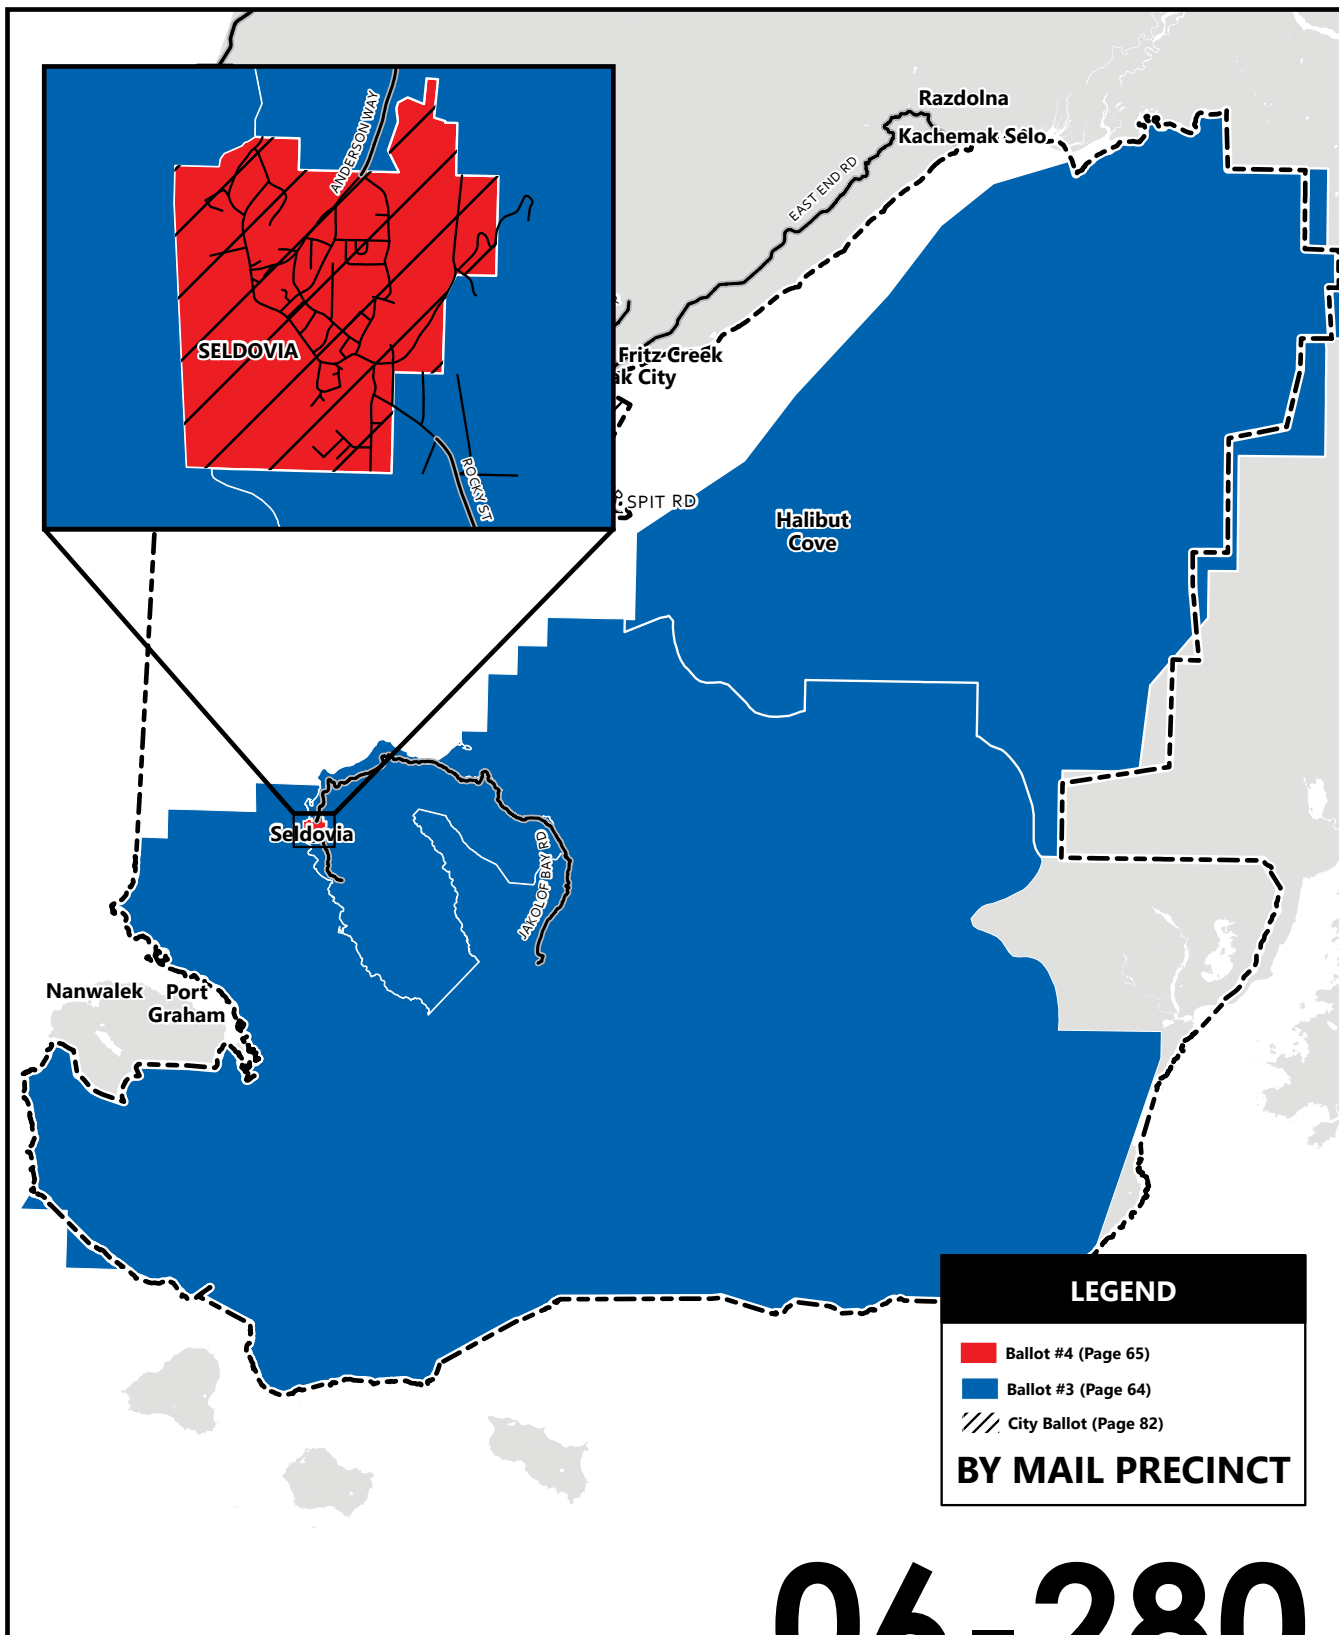 Razdolna
Kachemak Selo
EAST END RD
ANDERSON WAY
SELDOVIA
ROCKY ST
Fritz Creek
ak City
SPIT RD
Halibut
Cove
Seldovia
JAKOLOF BAY RD
Nanwalek
Port
Graham
LEGEND
Ballot #4 (Page 65)
Ballot #3 (Page 64)
City Ballot (Page 82)
BY MAIL PRECINCT
06-280